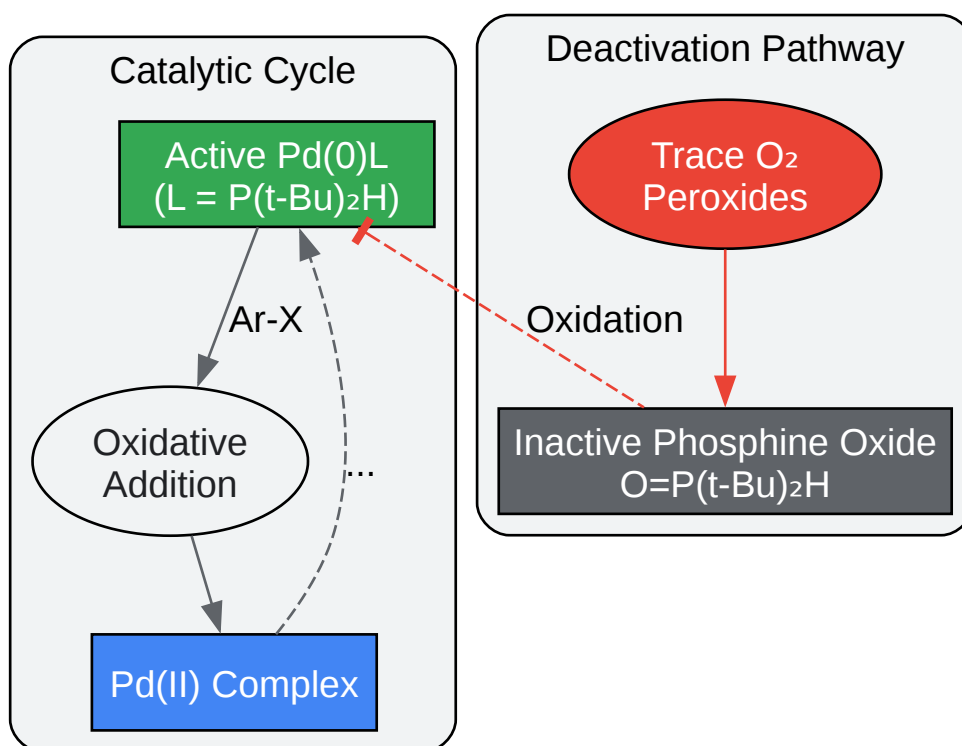 Catalytic Cycle
Active Pd(0)L
(L = P(t-Bu)₂H)
Ar-X
Oxidative
Addition
...
Pd(II) Complex
Deactivation Pathway
Trace O₂
Peroxides
Oxidation
Inactive Phosphine Oxide
O=P(t-Bu)₂H